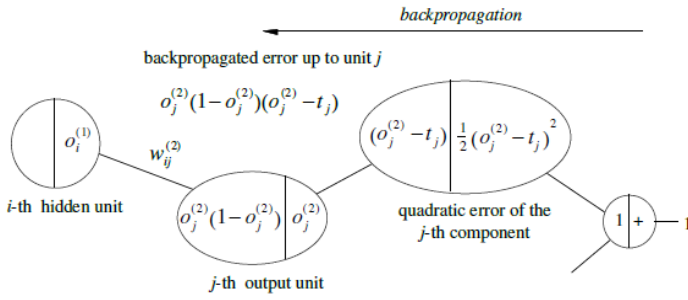 backpropagation
backpropagated error up to unit j
o_j^{(2)}(1−o_j^{(2)})(o_j^{(2)}−t_j)
o_i^{(1)}
w_{ij}^{(2)}
(o_j^{(2)}−t_j) ½(o_j^{(2)}−t_j)^2
i-th hidden unit
o_j^{(2)}(1−o_j^{(2)}) o_j^{(2)}
quadratic error of the
j-th component
1 + 1
j-th output unit